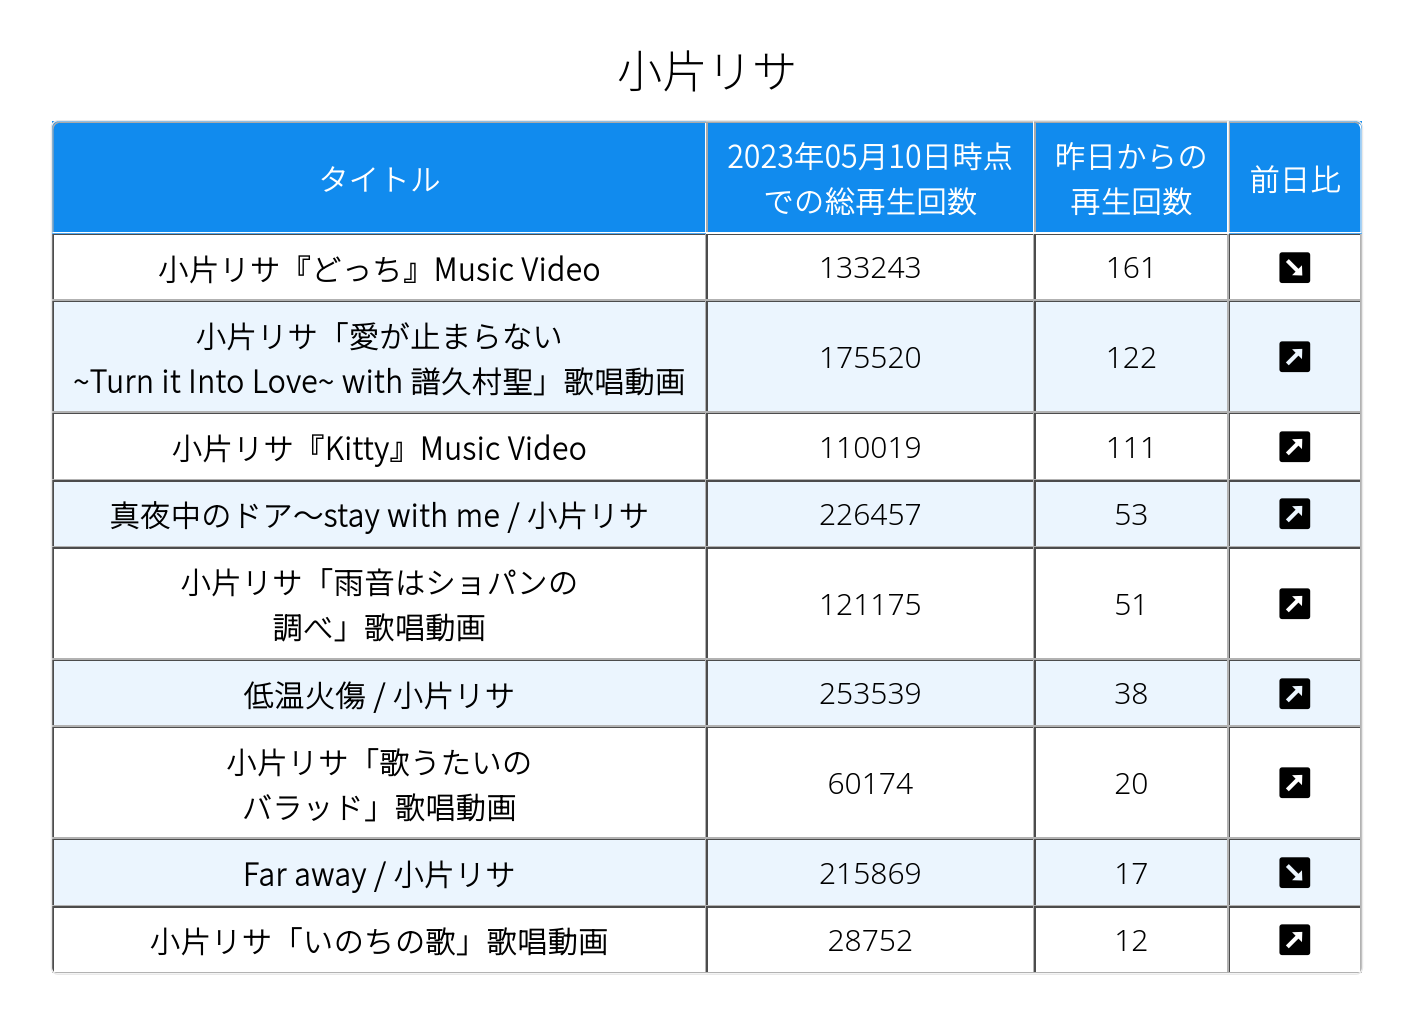 小片リサ
タイトル
2023年05月10日時点
での総再生回数
昨日からの
再生回数
前日比
小片リサ『どっち』Music Video
133243
161
小片リサ「愛が止まらない
~Turn it Into Love~ with 譜久村聖」歌唱動画
175520
122
小片リサ『Kitty』Music Video
110019
111
真夜中のドア〜stay with me / 小片リサ
226457
53
小片リサ「雨音はショパンの
調べ」歌唱動画
121175
51
低温火傷 / 小片リサ
253539
38
小片リサ「歌うたいの
バラッド」歌唱動画
60174
20
Far away / 小片リサ
215869
17
小片リサ「いのちの歌」歌唱動画
28752
12